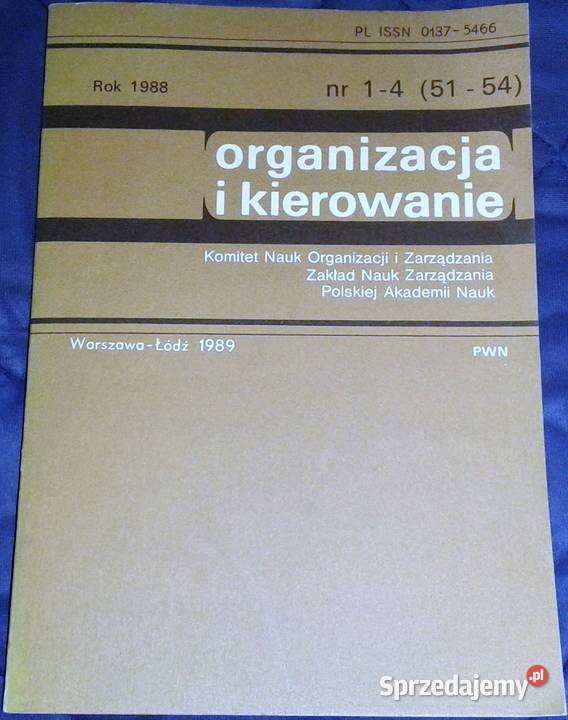 PL ISSN 0137-5466
Rok 1988
nr 1-4 (51-54)
organizacja
i kierowanie
Komitet Nauk Organizacji i Zarządzania
Zakład Nauk Zarządzania
Polskiej Akademii Nauk
Warszawa-Łódź 1989
PWN
Sprzedajemy.pl